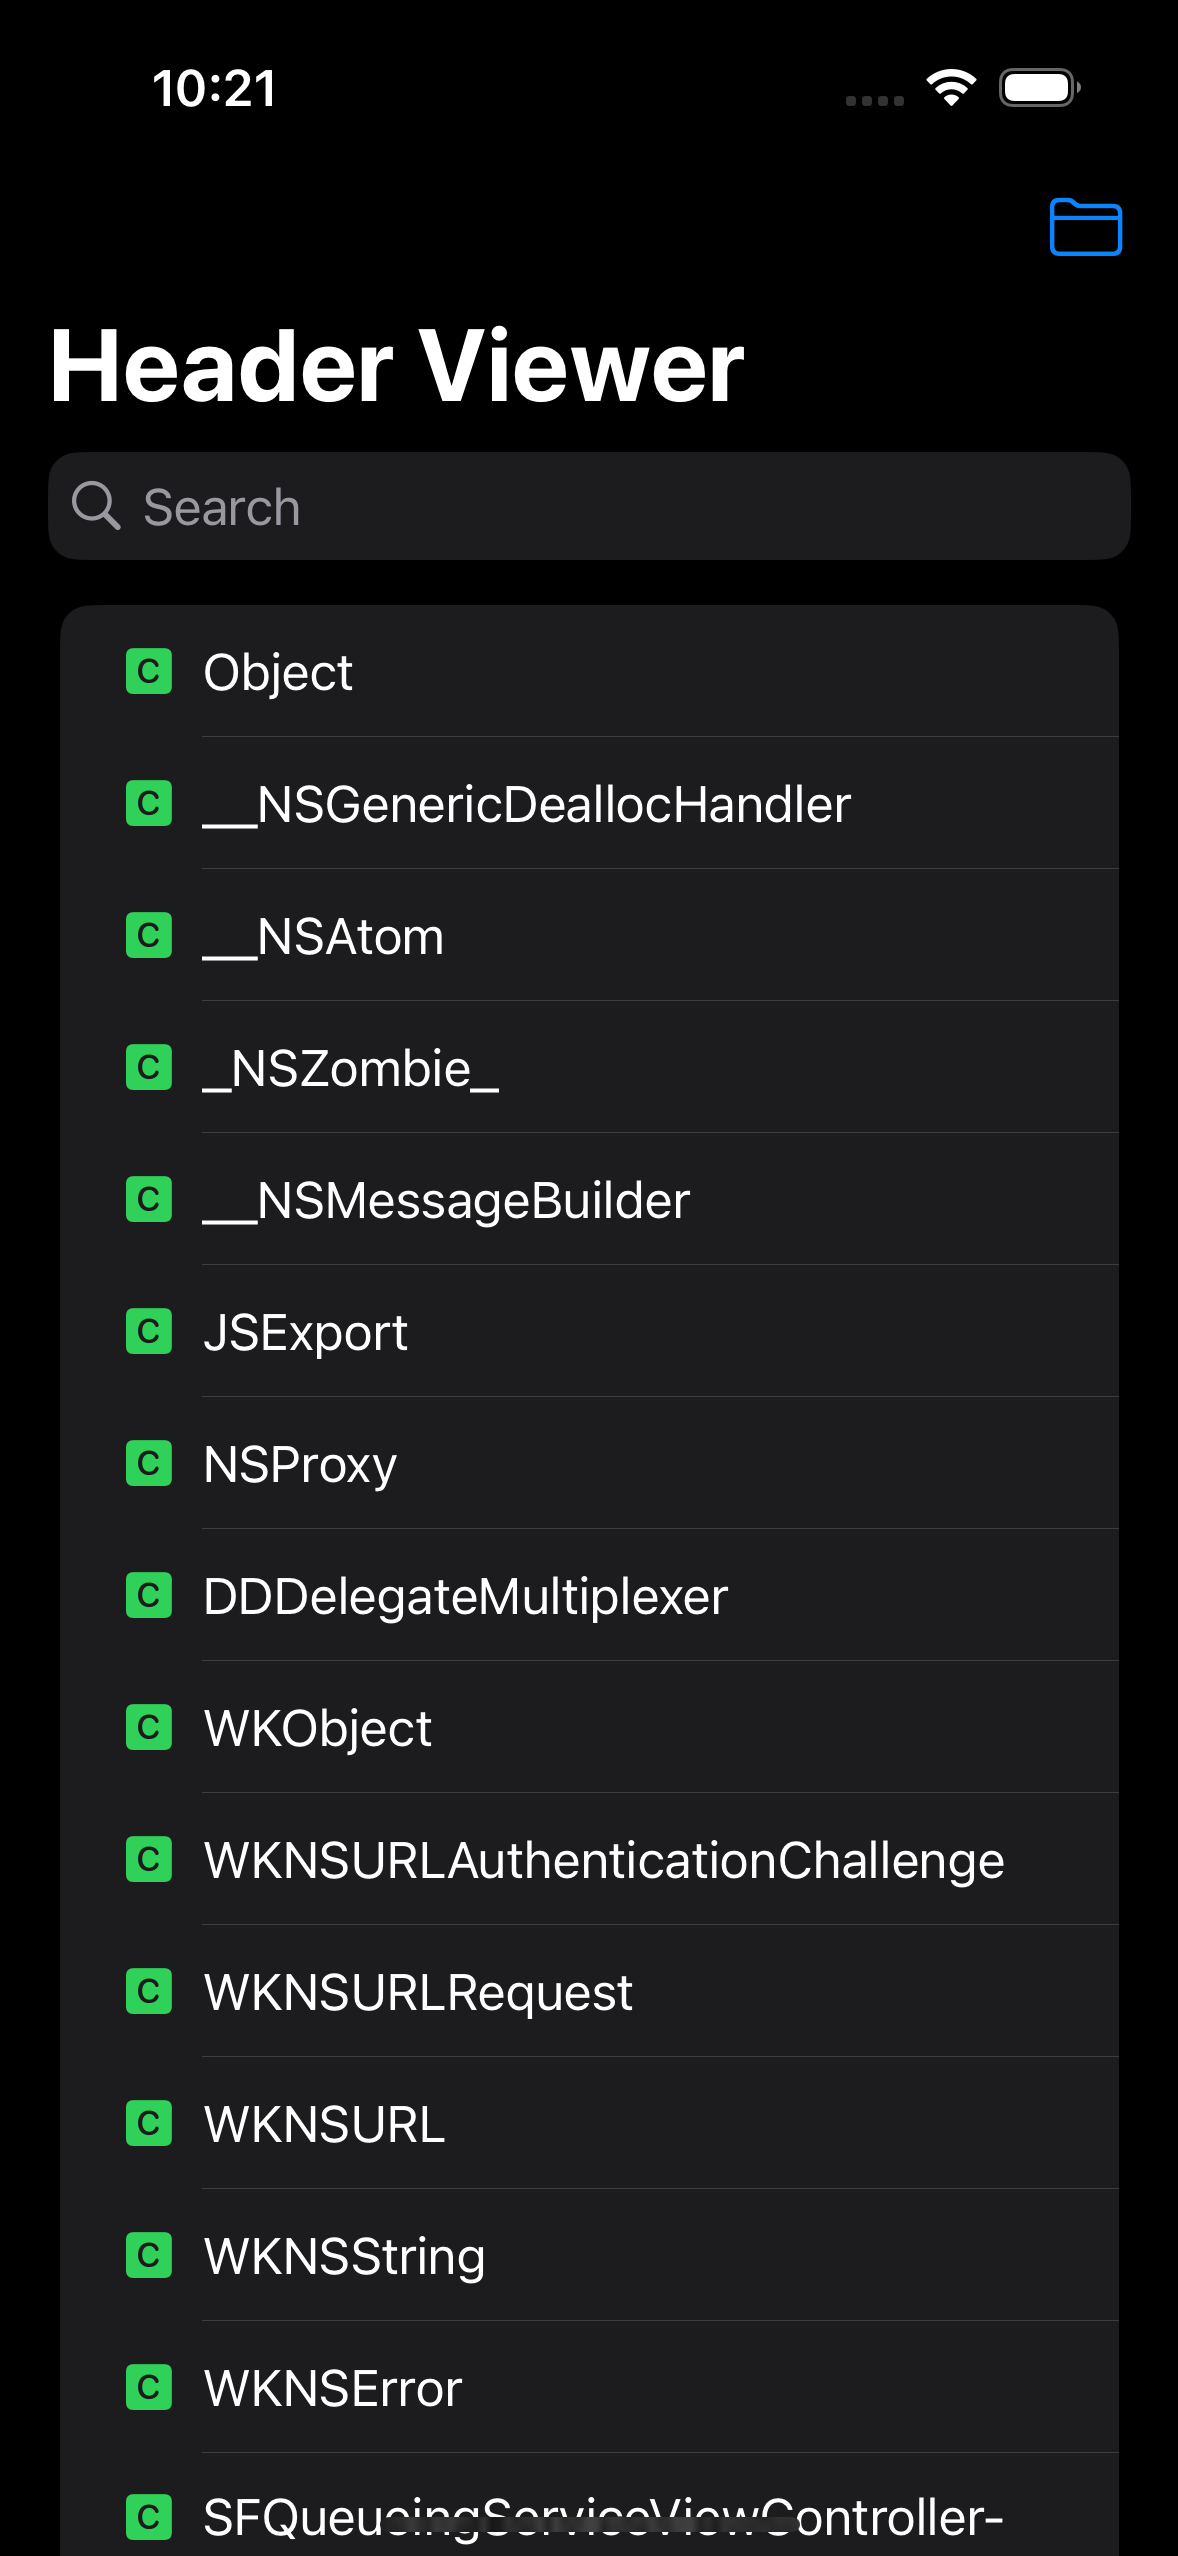 10:21
Header Viewer
Search
C Object
C __NSGenericDeallocHandler
C __NSAtom
C _NSZombie_
C __NSMessageBuilder
C JSExport
C NSProxy
C DDDelegateMultiplexer
C WKObject
C WKNSURLAuthenticationChallenge
C WKNSURLRequest
C WKNSURL
C WKNSString
C WKNSError
C SFQueueingServiceViewController-